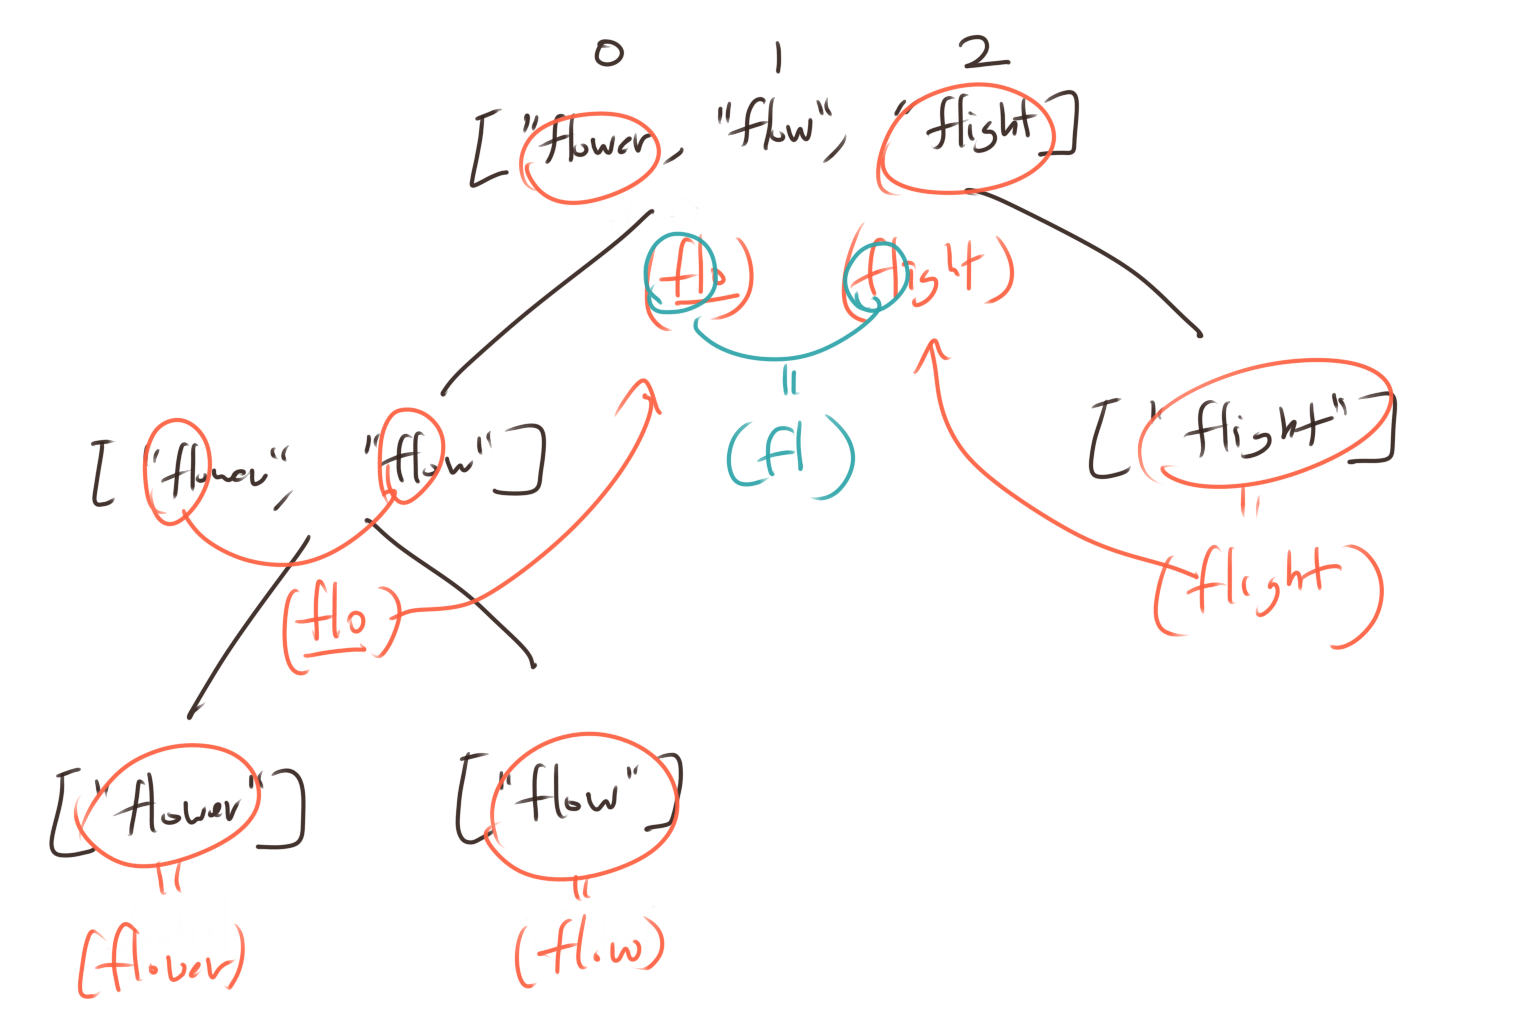 0 1 2
["flower, "flow", "flight]
(flo) (flight)
(fl)
["flower", "flow"]
["flight"]
(flo)
(flight)
["flower"] ["flow"]
(flower) (flow)